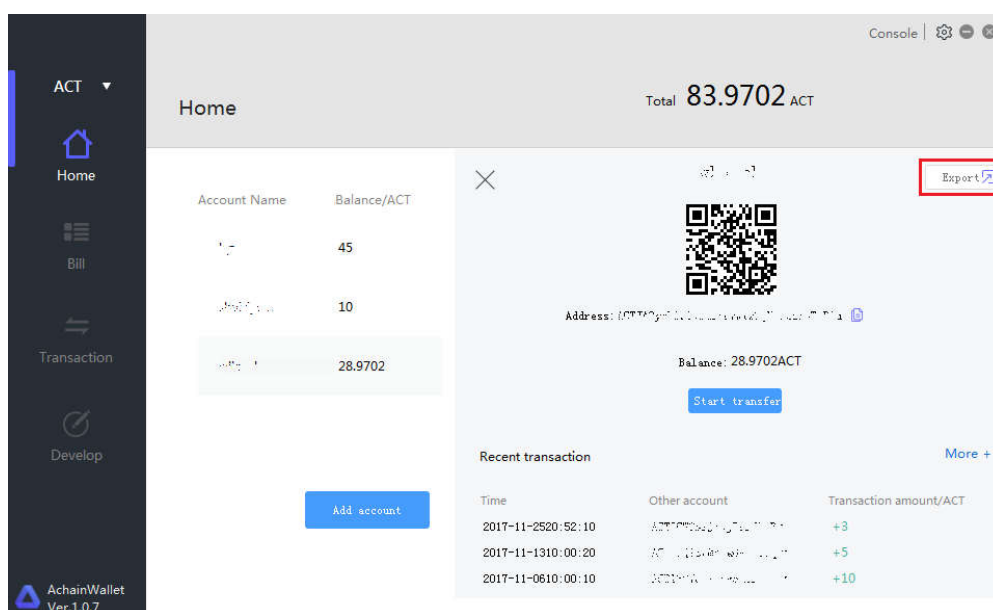 Console
ACT
Home
Total 83.9702 ACT
Home
Export
Account Name Balance/ACT
Bill
45
10
Address:
Transaction
28.9702
Balance: 28.9702ACT
Start transfer
Develop
Recent transaction
More +
Add account
Time Other account Transaction amount/ACT
2017-11-2520:52:10 +3
2017-11-1310:00:20 +5
2017-11-0610:00:10 +10
AchainWallet
Ver 1.0.7